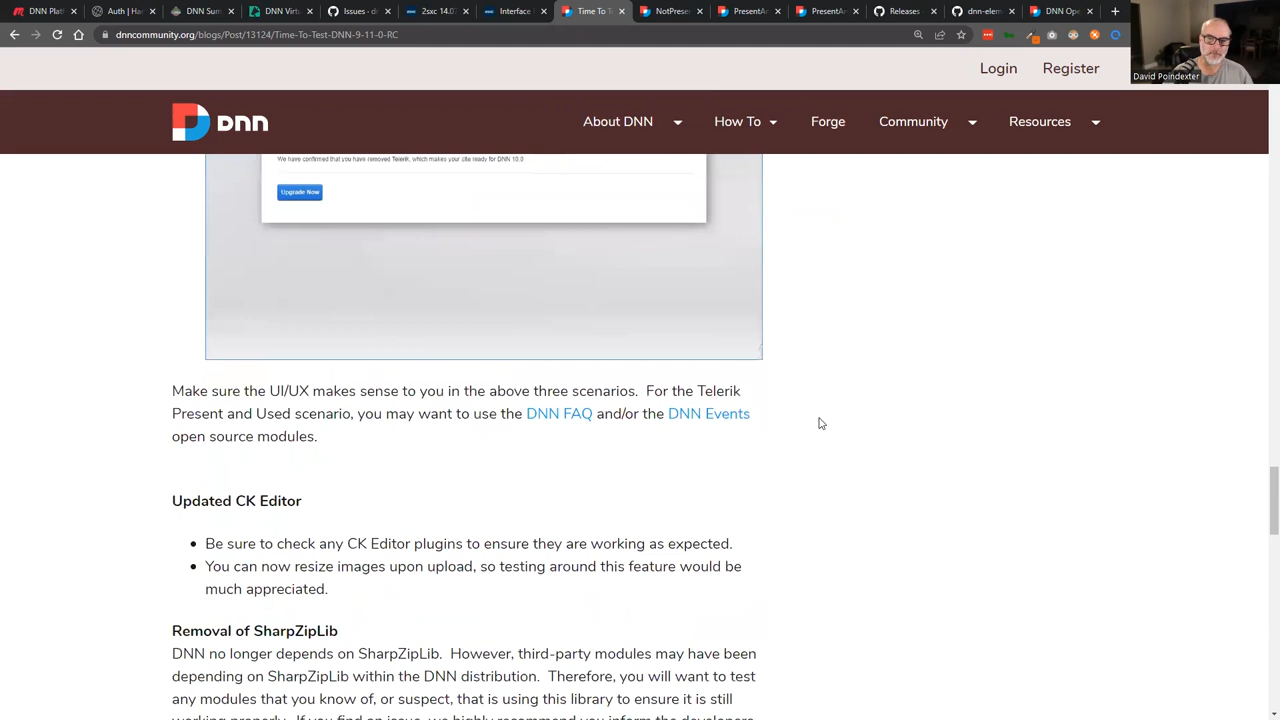 DNN Platf
Auth | Ha
DNN Sum
DNN Virtu
Issues · d
2sxc 14.0
Interface
Time To T
NotPrese
PresentAn
PresentAr
Releases
dnn-elem
DNN Ope
dnncommunity.org/blogs/Post/13124/Time-To-Test-DNN-9-11-0-RC
David Poindexter
Login Register
DNN About DNN How To Forge Community Resources
We have confirmed that you have removed Telerik, which makes your site ready for DNN 10.0
Upgrade Now
Make sure the UI/UX makes sense to you in the above three scenarios. For the Telerik
Present and Used scenario, you may want to use the DNN FAQ and/or the DNN Events
open source modules.
Updated CK Editor
Be sure to check any CK Editor plugins to ensure they are working as expected.
You can now resize images upon upload, so testing around this feature would be
much appreciated.
Removal of SharpZipLib
DNN no longer depends on SharpZipLib. However, third-party modules may have been
depending on SharpZipLib within the DNN distribution. Therefore, you will want to test
any modules that you know of, or suspect, that is using this library to ensure it is still
working properly. If you find an issue, we highly recommend you inform the developers